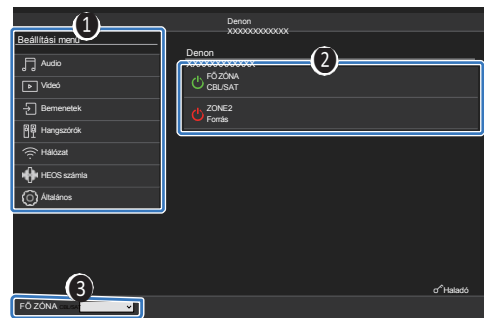 Denon
XXXXXXXXXXXX
1
Beállítási menü
Audio
Videó
Bemenetek
Hangszórók
Hálózat
HEOS számla
Általános
Denon
XXXXXXXXXXXX
2
FŐ ZÓNA
CBL/SAT
ZONE2
Forrás
Haladó
3
FŐ ZÓNA